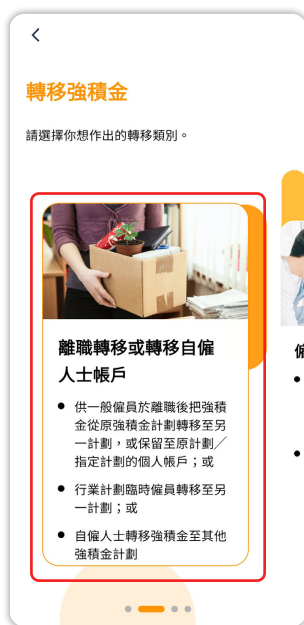 轉移強積金
請選擇你想作出的轉移類別。
離職轉移或轉移自僱
人士帳戶
● 供一般僱員於離職後把強積
金從原強積金計劃轉移至另
一計劃，或保留至原計劃／
指定計劃的個人帳戶；或
● 行業計劃臨時僱員轉移至另
一計劃；或
● 自僱人士轉移強積金至其他
強積金計劃